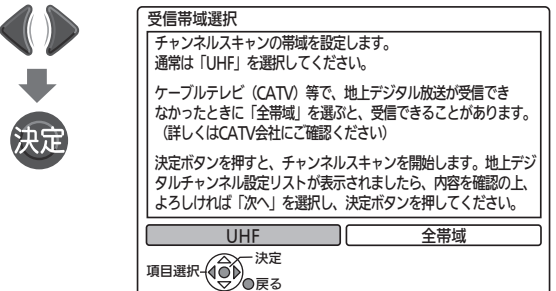 受信帯域選択
チャンネルスキャンの帯域を設定します。
通常は「UHF」を選択してください。
ケーブルテレビ（CATV）等で、地上デジタル放送が受信でき
なかったときに「全帯域」を選ぶと、受信できることがあります。
（詳しくはCATV会社にご確認ください）
決定
決定ボタンを押すと、チャンネルスキャンを開始します。地上デジ
タルチャンネル設定リストが表示されましたら、内容を確認の上、
よろしければ「次へ」を選択し、決定ボタンを押してください。
UHF 全帯域
決定
項目選択
戻る